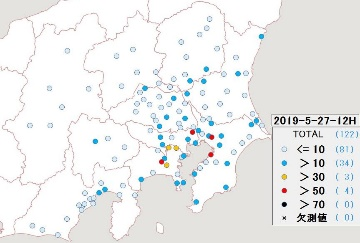 2019-5-27-12H
TOTAL (122)
<= 10 (81)
> 10 (34)
> 30 (3)
> 50 (4)
> 70 (0)
× 欠測値 (0)